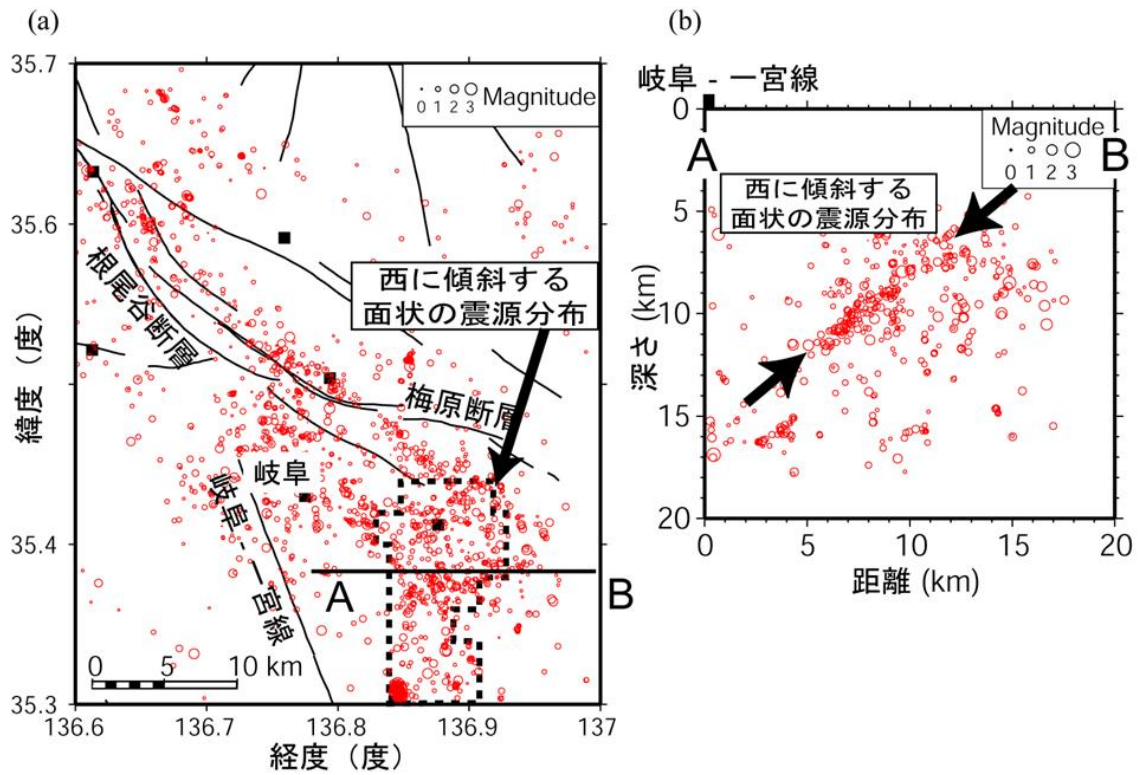 (a)
35.7
35.6
35.4
35.3
緯度（度）
136.6
136.7
136.8
136.9
137
経度（度）
0 1 2 3
Magnitude
西に傾斜する
面状の震源分布
根尾谷断層
梅原断層
岐阜
岐阜 - 一宮線
A
B
0 5 10 km
(b)
岐阜 - 一宮線
A
B
Magnitude
0 1 2 3
西に傾斜する
面状の震源分布
0
5
10
15
20
深さ (km)
0
5
10
15
20
距離 (km)